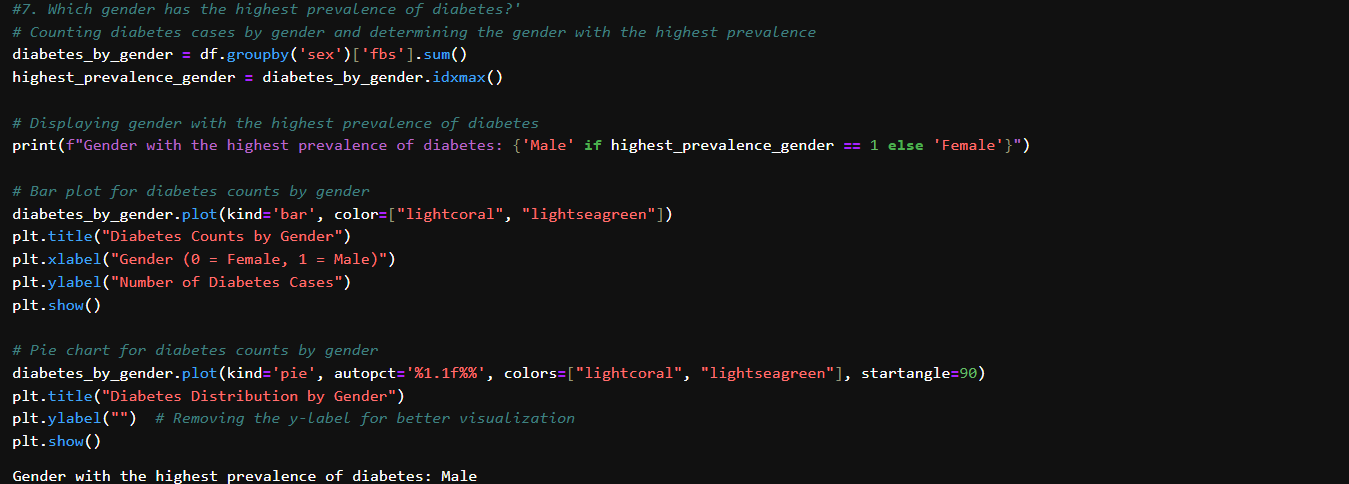 #7. Which gender has the highest prevalence of diabetes?'
# Counting diabetes cases by gender and determining the gender with the highest prevalence
diabetes_by_gender = df.groupby('sex')['fbs'].sum()
highest_prevalence_gender = diabetes_by_gender.idxmax()

# Displaying gender with the highest prevalence of diabetes
print(f"Gender with the highest prevalence of diabetes: {'Male' if highest_prevalence_gender == 1 else 'Female'}")

# Bar plot for diabetes counts by gender
diabetes_by_gender.plot(kind='bar', color=["lightcoral", "lightseagreen"])
plt.title("Diabetes Counts by Gender")
plt.xlabel("Gender (0 = Female, 1 = Male)")
plt.ylabel("Number of Diabetes Cases")
plt.show()

# Pie chart for diabetes counts by gender
diabetes_by_gender.plot(kind='pie', autopct='%1.1f%%', colors=["lightcoral", "lightseagreen"], startangle=90)
plt.title("Diabetes Distribution by Gender")
plt.ylabel("")  # Removing the y-label for better visualization
plt.show()
Gender with the highest prevalence of diabetes: Male